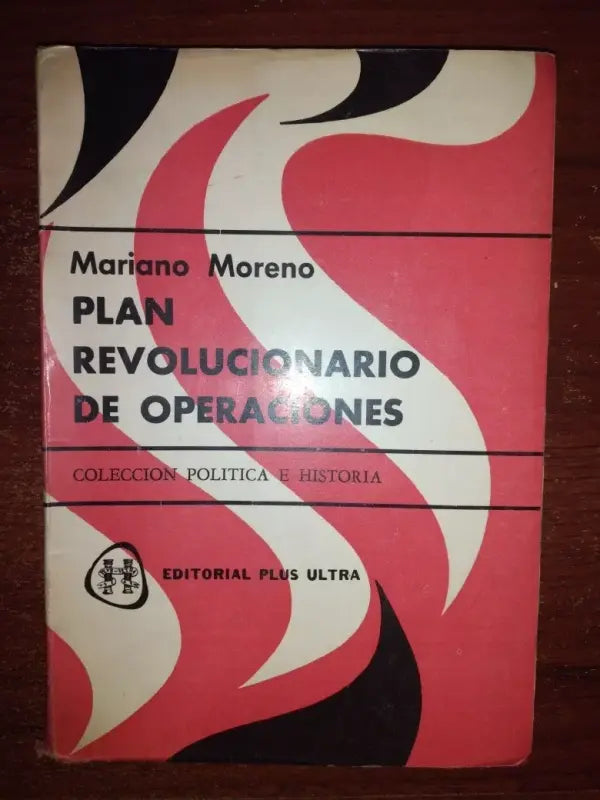 Mariano Moreno
PLAN
REVOLUCIONARIO
DE OPERACIONES
COLECCION POLITICA E HISTORIA
EDITORIAL PLUS ULTRA